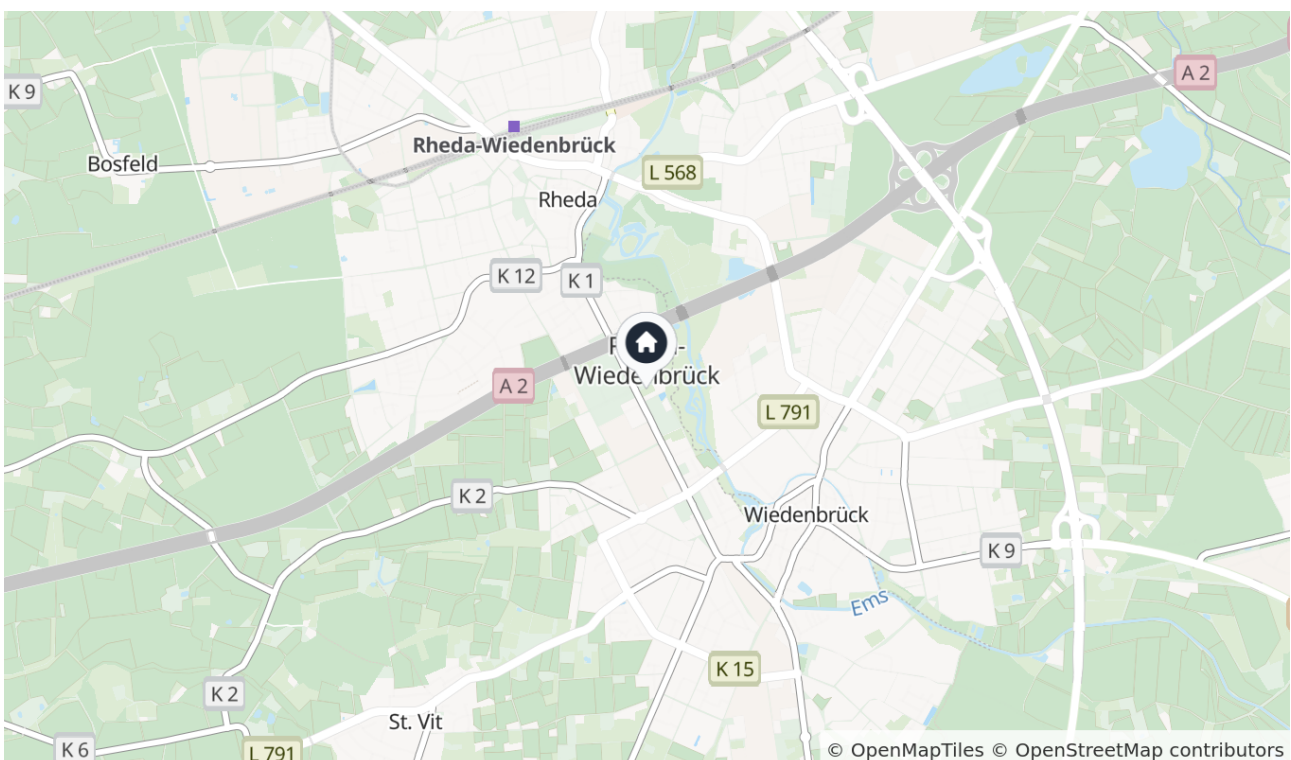 A 2
K 9
Rheda-Wiedenbrück
Bosfeld
L 568
Rheda
K 12
K 1
Wiedenbrück
A 2
L 791
K 2
Wiedenbrück
K 9
Ems
K 15
K 2
St. Vit
K 6
L 791
© OpenMapTiles © OpenStreetMap contributors